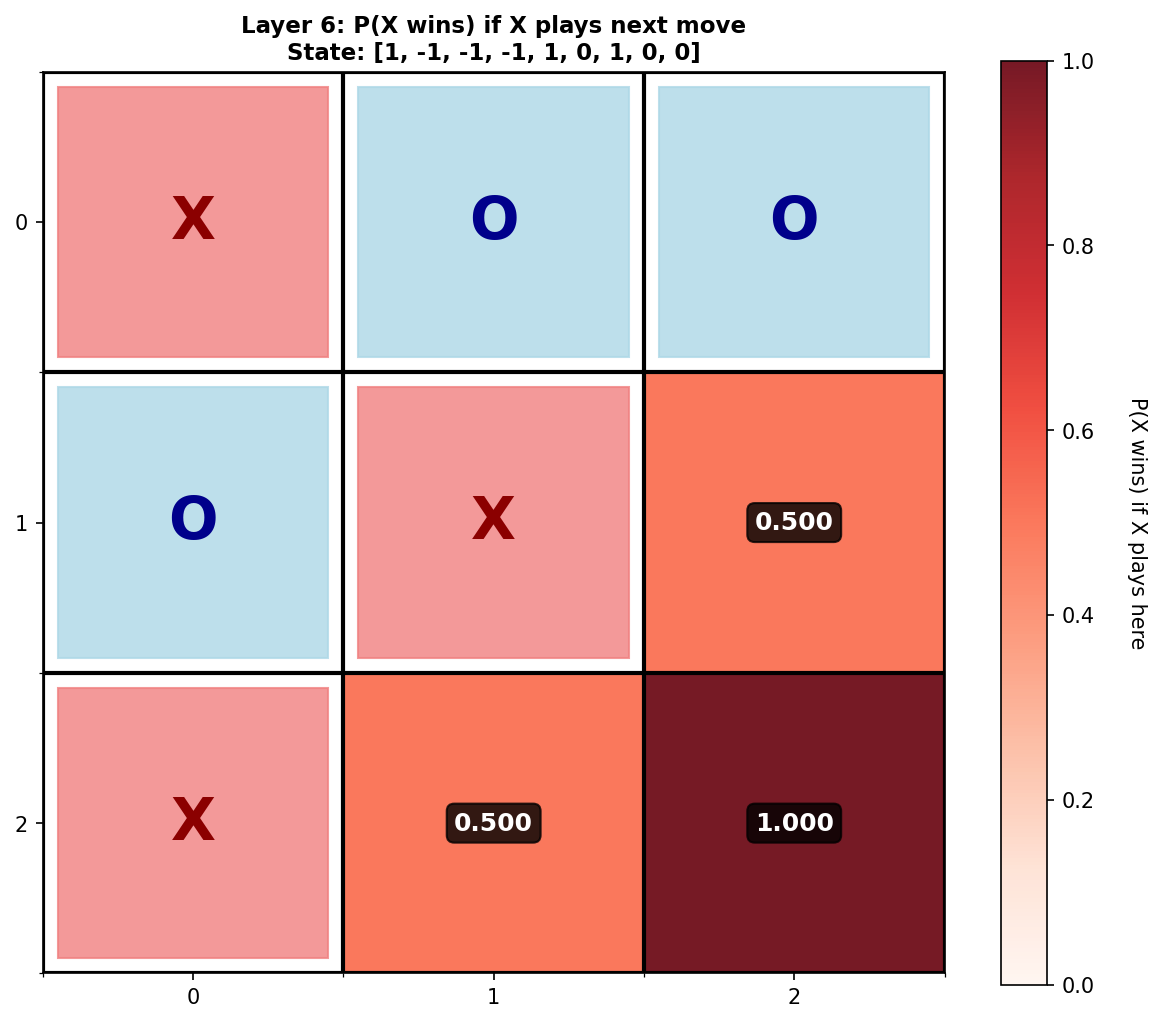 Layer 6: P(X wins) if X plays next move
State: [1, -1, -1, -1, 1, 0, 1, 0, 0]
X O O
O X 0.500
X 0.500 1.000
0
1
2
0 1 2
1.0
0.8
0.6
0.4
0.2
0.0
P(X wins) if X plays here